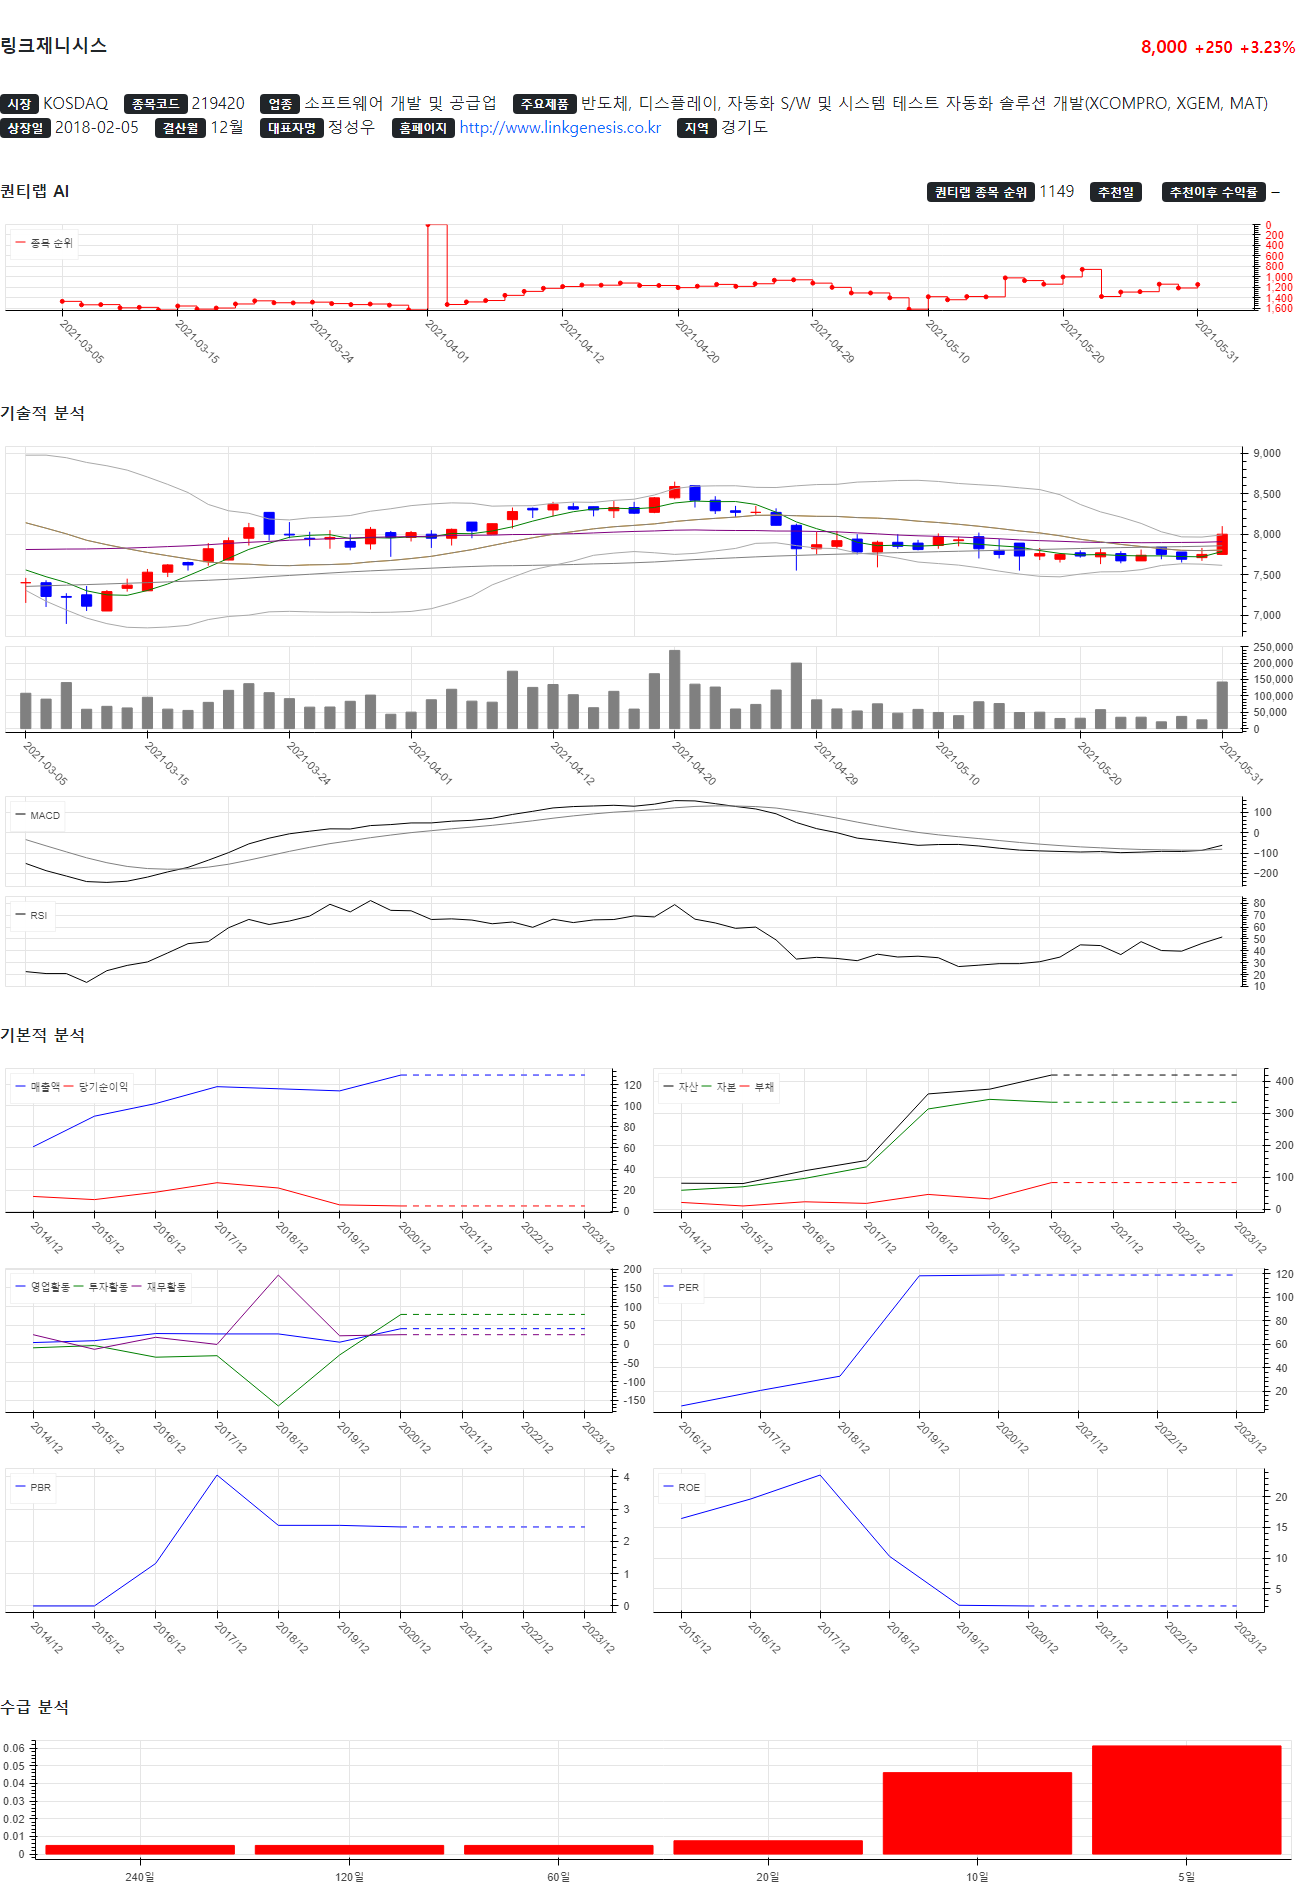 링크제니시스
8,000 +250 +3.23%
시장 KOSDAQ 종목코드 219420 업종 소프트웨어 개발 및 공급업 주요제품 반도체, 디스플레이, 자동화 S/W 및 시스템 테스트 자동화 솔루션 개발(XCOMPRO, XGEM, MAT)
상장일 2018-02-05 결산월 12월 대표자명 정성우 홈페이지 http://www.linkgenesis.co.kr 지역 경기도
퀀티랩 AI
퀀티랩 종목 순위 1149 추천일 추천이후 수익률 –
종목 순위
0
200
400
600
800
1,000
1,200
1,400
1,600
2021-03-05 2021-03-15 2021-03-24 2021-04-01 2021-04-12 2021-04-20 2021-04-29 2021-05-10 2021-05-20 2021-05-31
기술적 분석
9,000
8,500
8,000
7,500
7,000
250,000
200,000
150,000
100,000
50,000
0
2021-03-05 2021-03-15 2021-03-24 2021-04-01 2021-04-12 2021-04-20 2021-04-29 2021-05-10 2021-05-20 2021-05-31
MACD
100
0
−100
−200
RSI
80
70
60
50
40
30
20
10
기본적 분석
매출액 당기순이익
120
100
80
60
40
20
0
2014/12 2015/12 2016/12 2017/12 2018/12 2019/12 2020/12 2021/12 2022/12 2023/12
자산 자본 부채
400
300
200
100
0
2014/12 2015/12 2016/12 2017/12 2018/12 2019/12 2020/12 2021/12 2022/12 2023/12
영업활동 투자활동 재무활동
200
150
100
50
0
-50
-100
-150
2014/12 2015/12 2016/12 2017/12 2018/12 2019/12 2020/12 2021/12 2022/12 2023/12
PER
120
100
80
60
40
20
2016/12 2017/12 2018/12 2019/12 2020/12 2021/12 2022/12 2023/12
PBR
4
3
2
1
0
2014/12 2015/12 2016/12 2017/12 2018/12 2019/12 2020/12 2021/12 2022/12 2023/12
ROE
20
15
10
5
2015/12 2016/12 2017/12 2018/12 2019/12 2020/12 2021/12 2022/12 2023/12
수급 분석
0.06
0.05
0.04
0.03
0.02
0.01
0
240일 120일 60일 20일 10일 5일